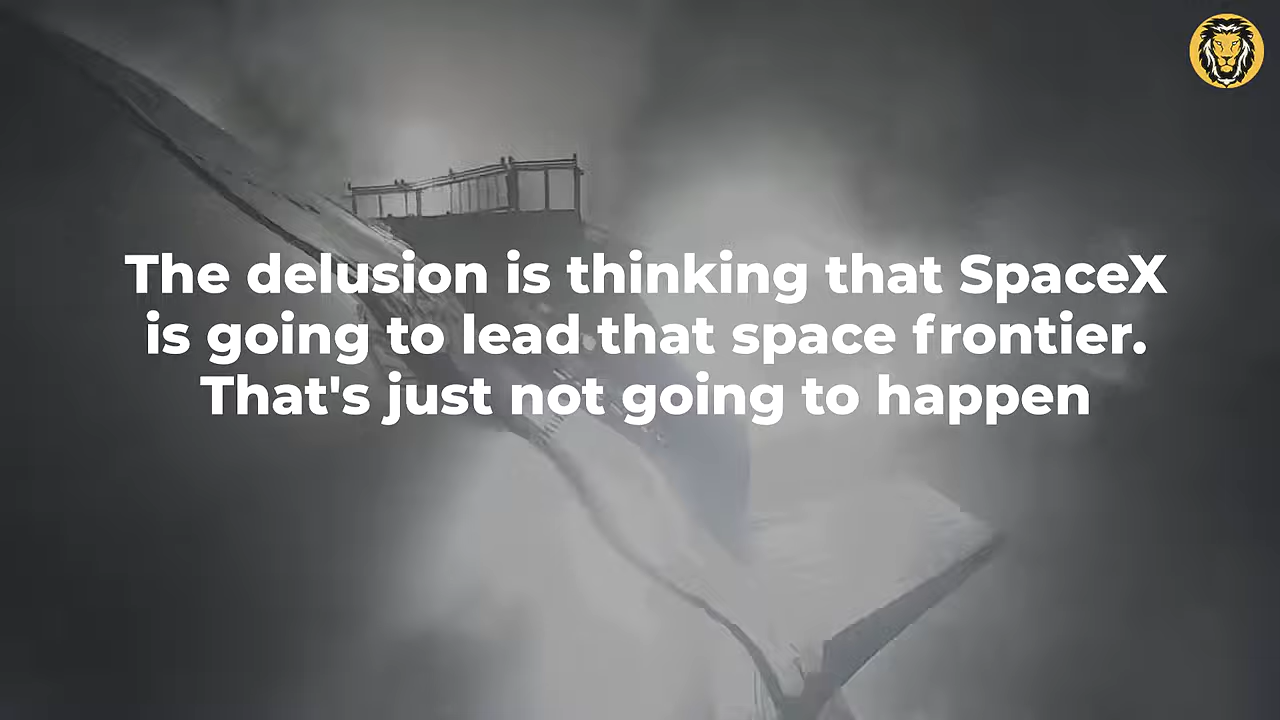 The delusion is thinking that SpaceX
is going to lead that space frontier.
That's just not going to happen